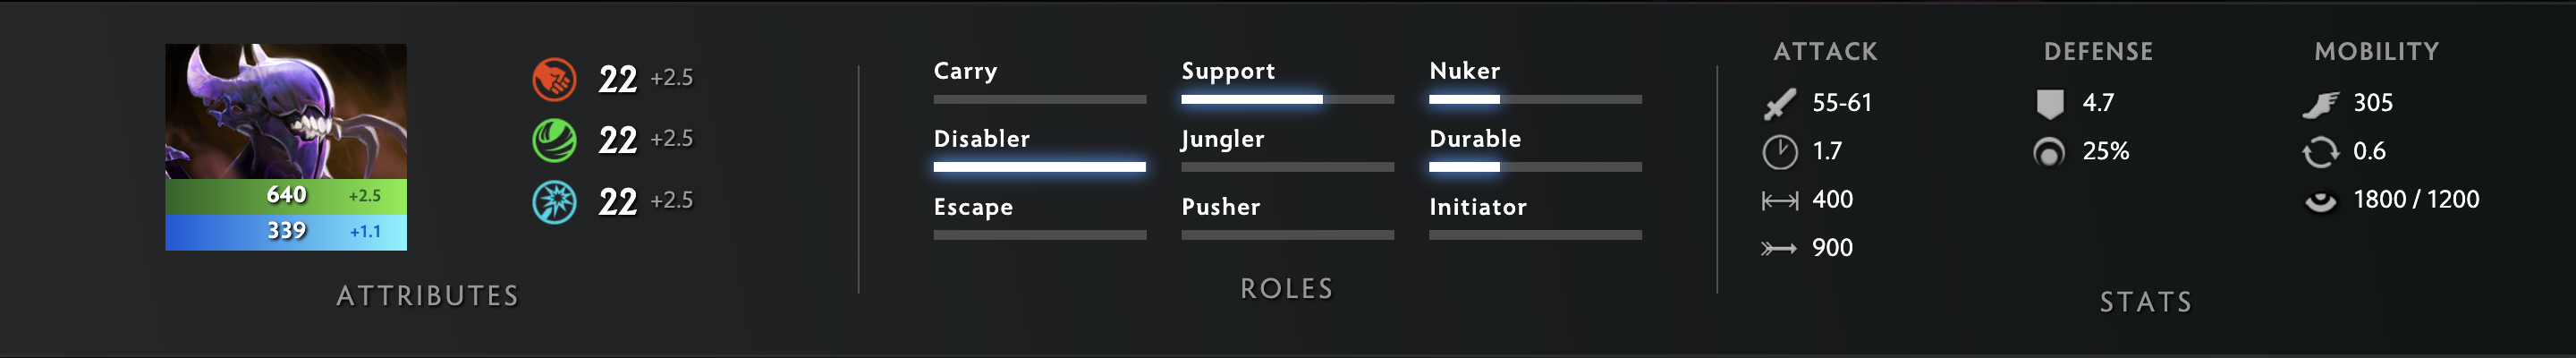 640 +2.5
339 +1.1
22 +2.5
22 +2.5
22 +2.5
ATTRIBUTES
Carry
Support
Nuker
Disabler
Jungler
Durable
Escape
Pusher
Initiator
ROLES
ATTACK
55-61
1.7
400
900
DEFENSE
4.7
25%
MOBILITY
305
0.6
1800 / 1200
STATS